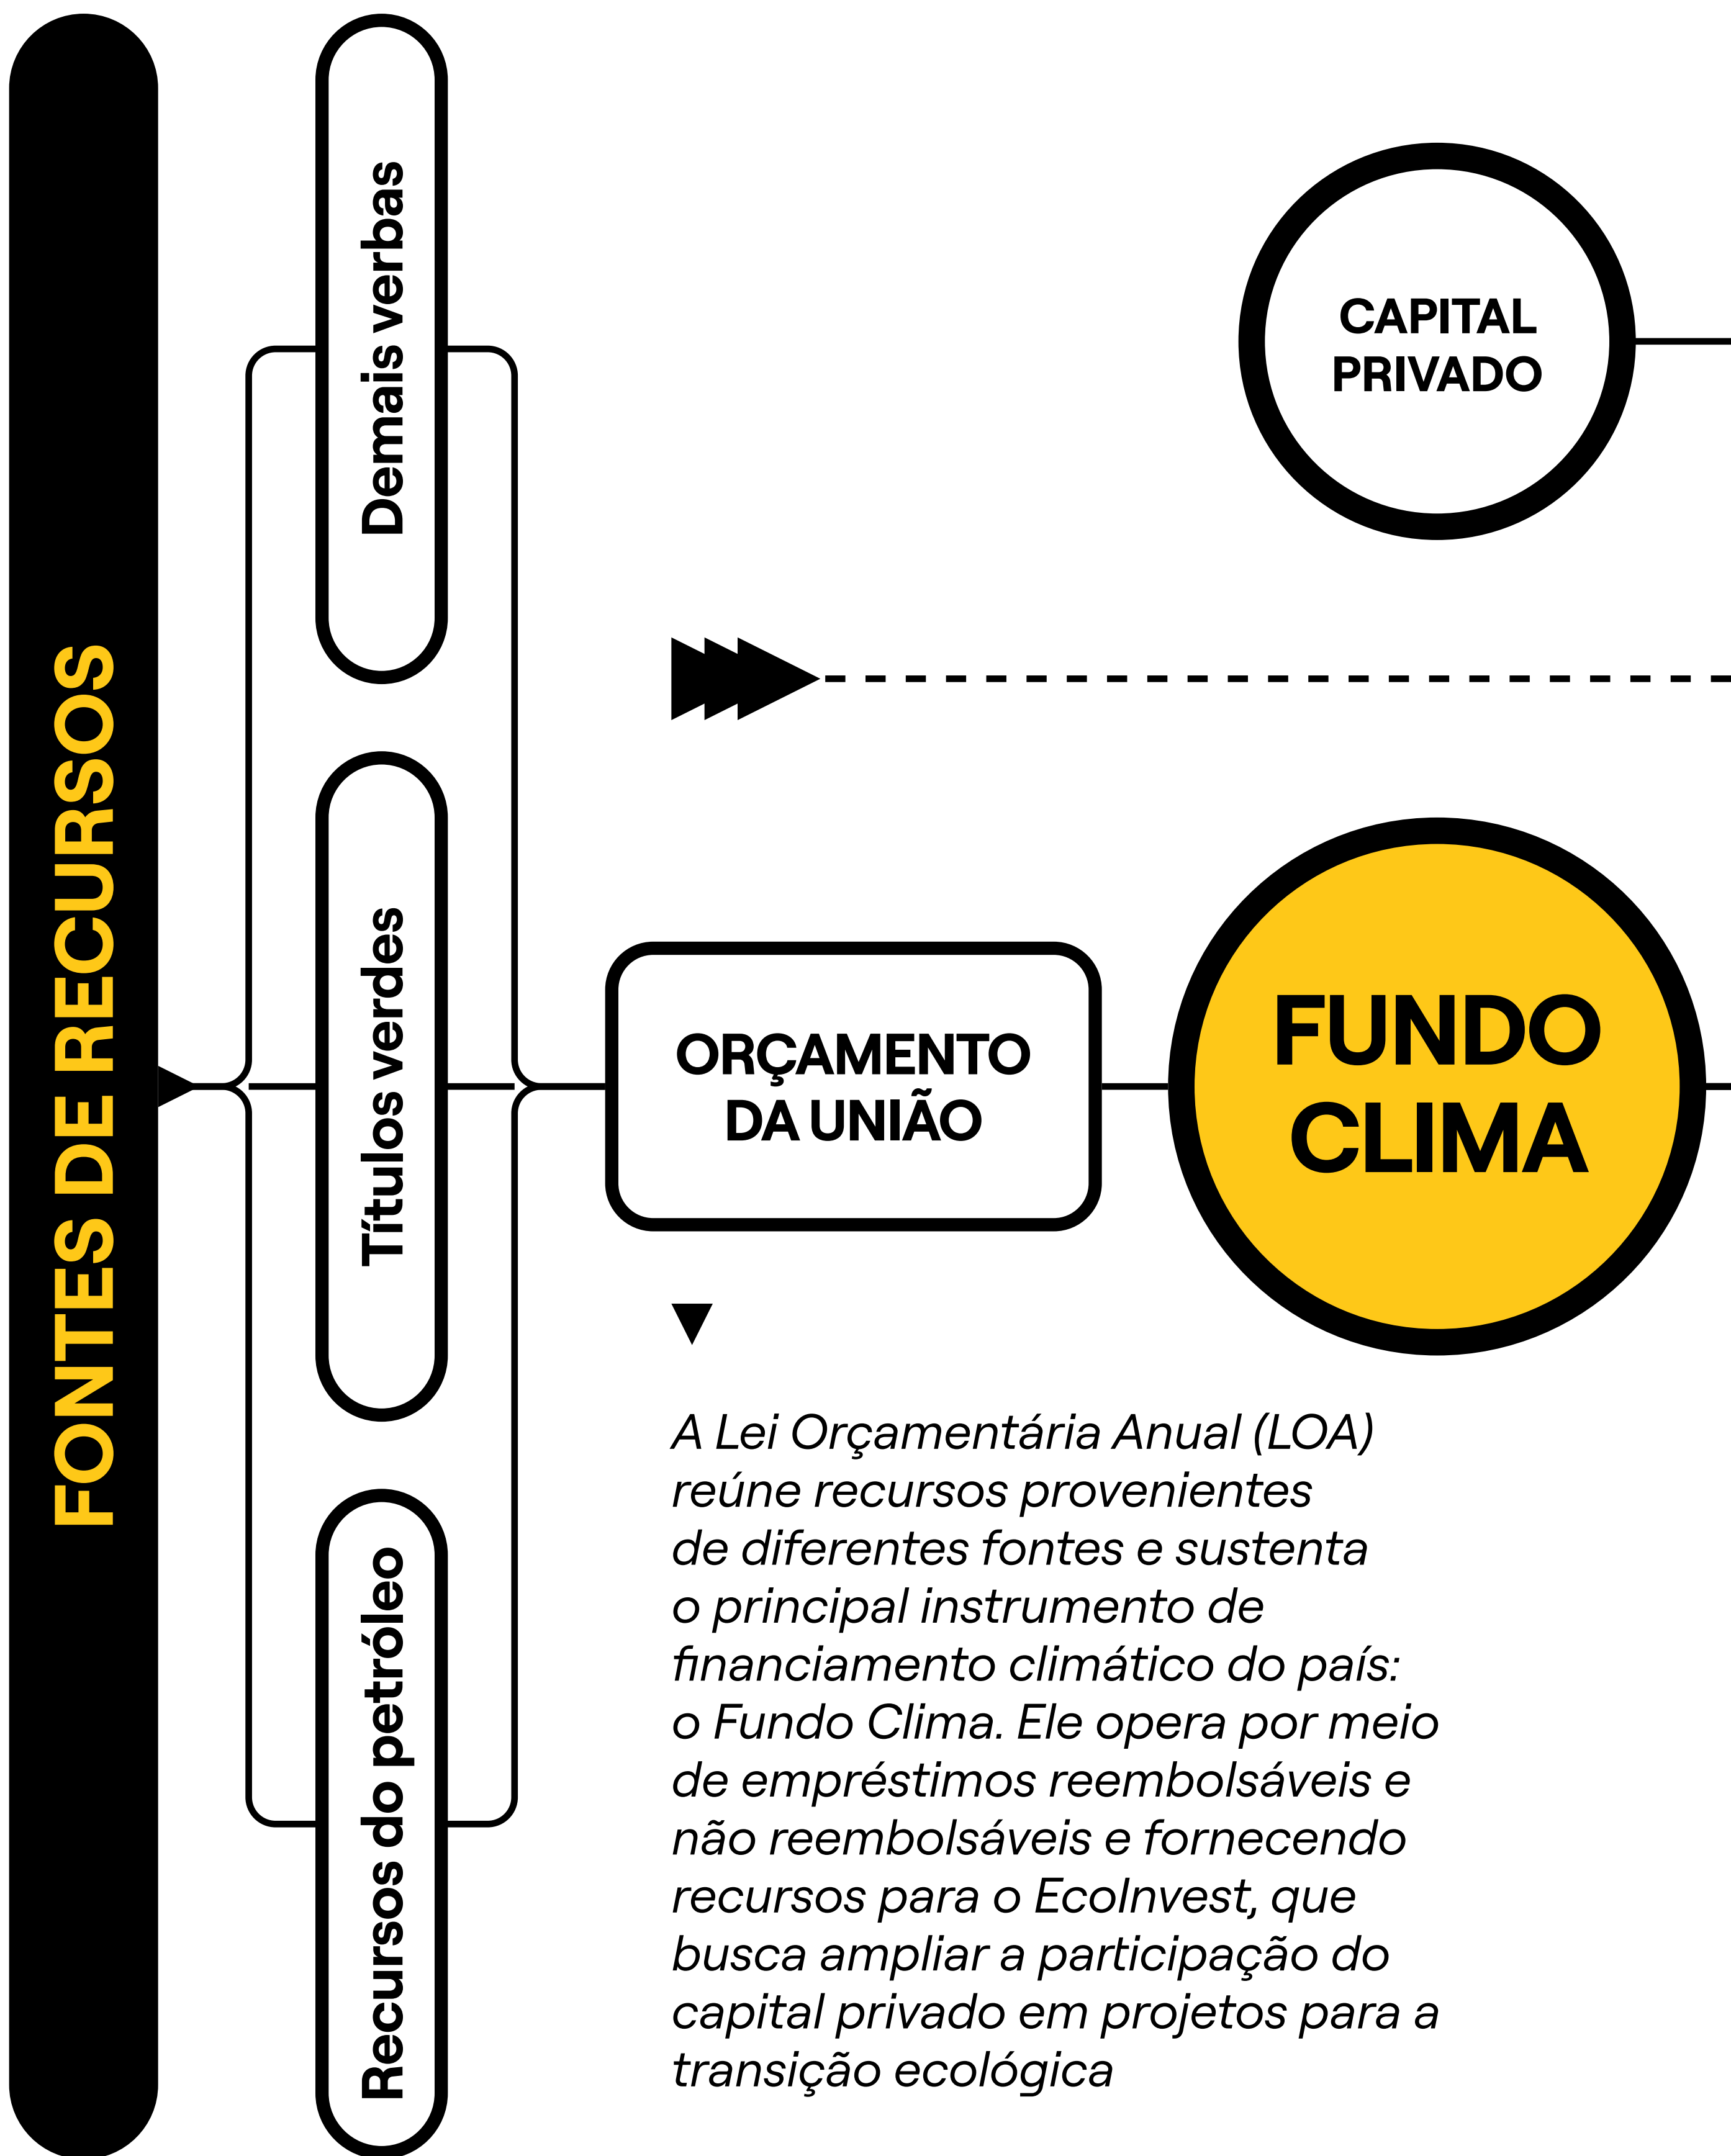 FONTES DE RECURSOS
Demais verbas
Títulos verdes
Recursos do petróleo
CAPITAL
PRIVADO
ORÇAMENTO
DA UNIÃO
FUNDO
CLIMA
A Lei Orçamentária Anual (LOA)
reúne recursos provenientes
de diferentes fontes e sustenta
o principal instrumento de
financiamento climático do país:
o Fundo Clima. Ele opera por meio
de empréstimos reembolsáveis e
não reembolsáveis e fornecendo
recursos para o EcoInvest, que
busca ampliar a participação do
capital privado em projetos para a
transição ecológica